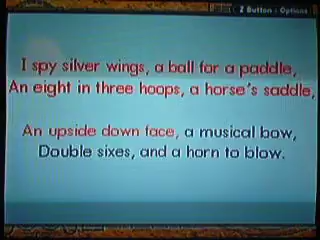 Z Button : Options
I spy silver wings, a ball for a paddle,
An eight in three hoops, a horse's saddle,
An upside down face, a musical bow,
Double sixes, and a horn to blow.